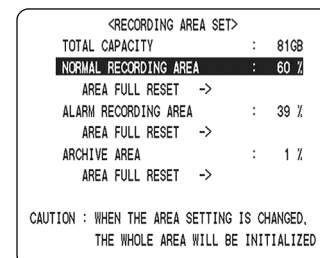 <RECORDING AREA SET>
TOTAL CAPACITY : 81GB
NORMAL RECORDING AREA : 60 %
AREA FULL RESET ->
ALARM RECORDING AREA : 39 %
AREA FULL RESET ->
ARCHIVE AREA : 1 %
AREA FULL RESET ->
CAUTION : WHEN THE AREA SETTING IS CHANGED,
THE WHOLE AREA WILL BE INITIALIZED